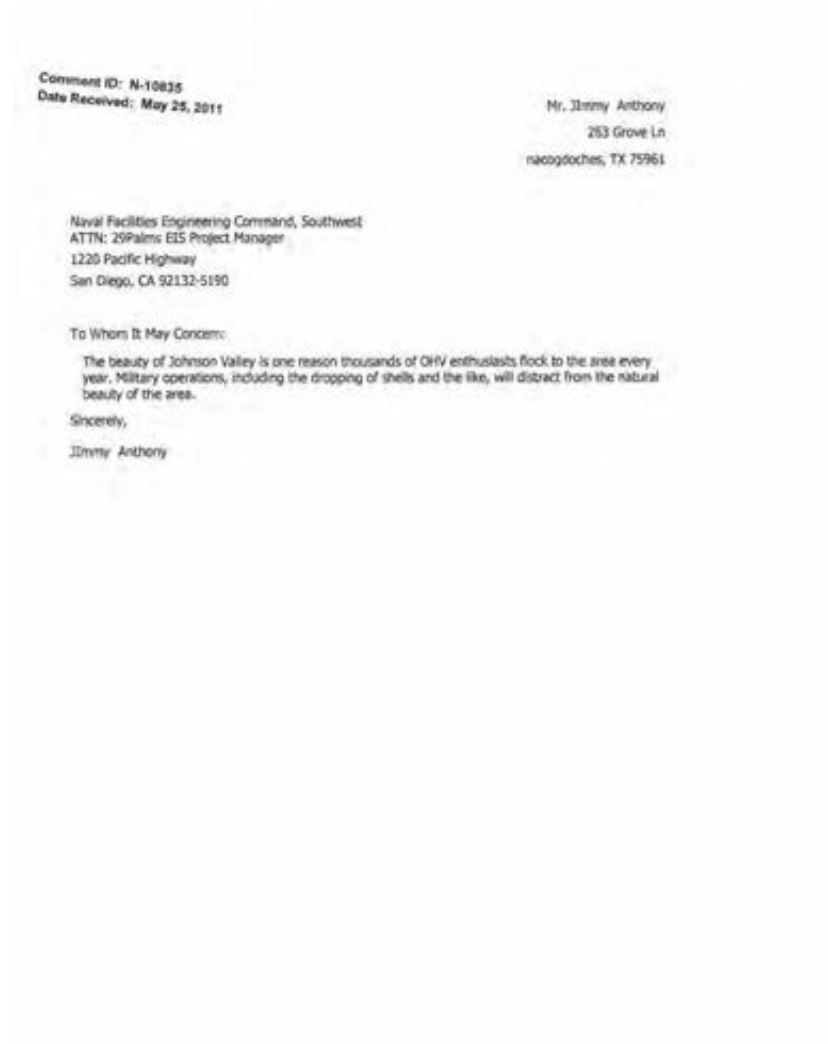 Comment ID: N-10835
Date Received: May 25, 2011
Mr. JImmy Anthony
263 Grove Ln
nacogdoches, TX 75961
Naval Facilities Engineering Command, Southwest
ATTN: 29Palms EIS Project Manager
1220 Pacific Highway
San Diego, CA 92132-5190
To Whom It May Concern:
The beauty of Johnson Valley is one reason thousands of OHV enthusiasts flock to the area every
year. Military operations, including the dropping of shells and the like, will distract from the natural
beauty of the area.
Sincerely,
JImmy Anthony